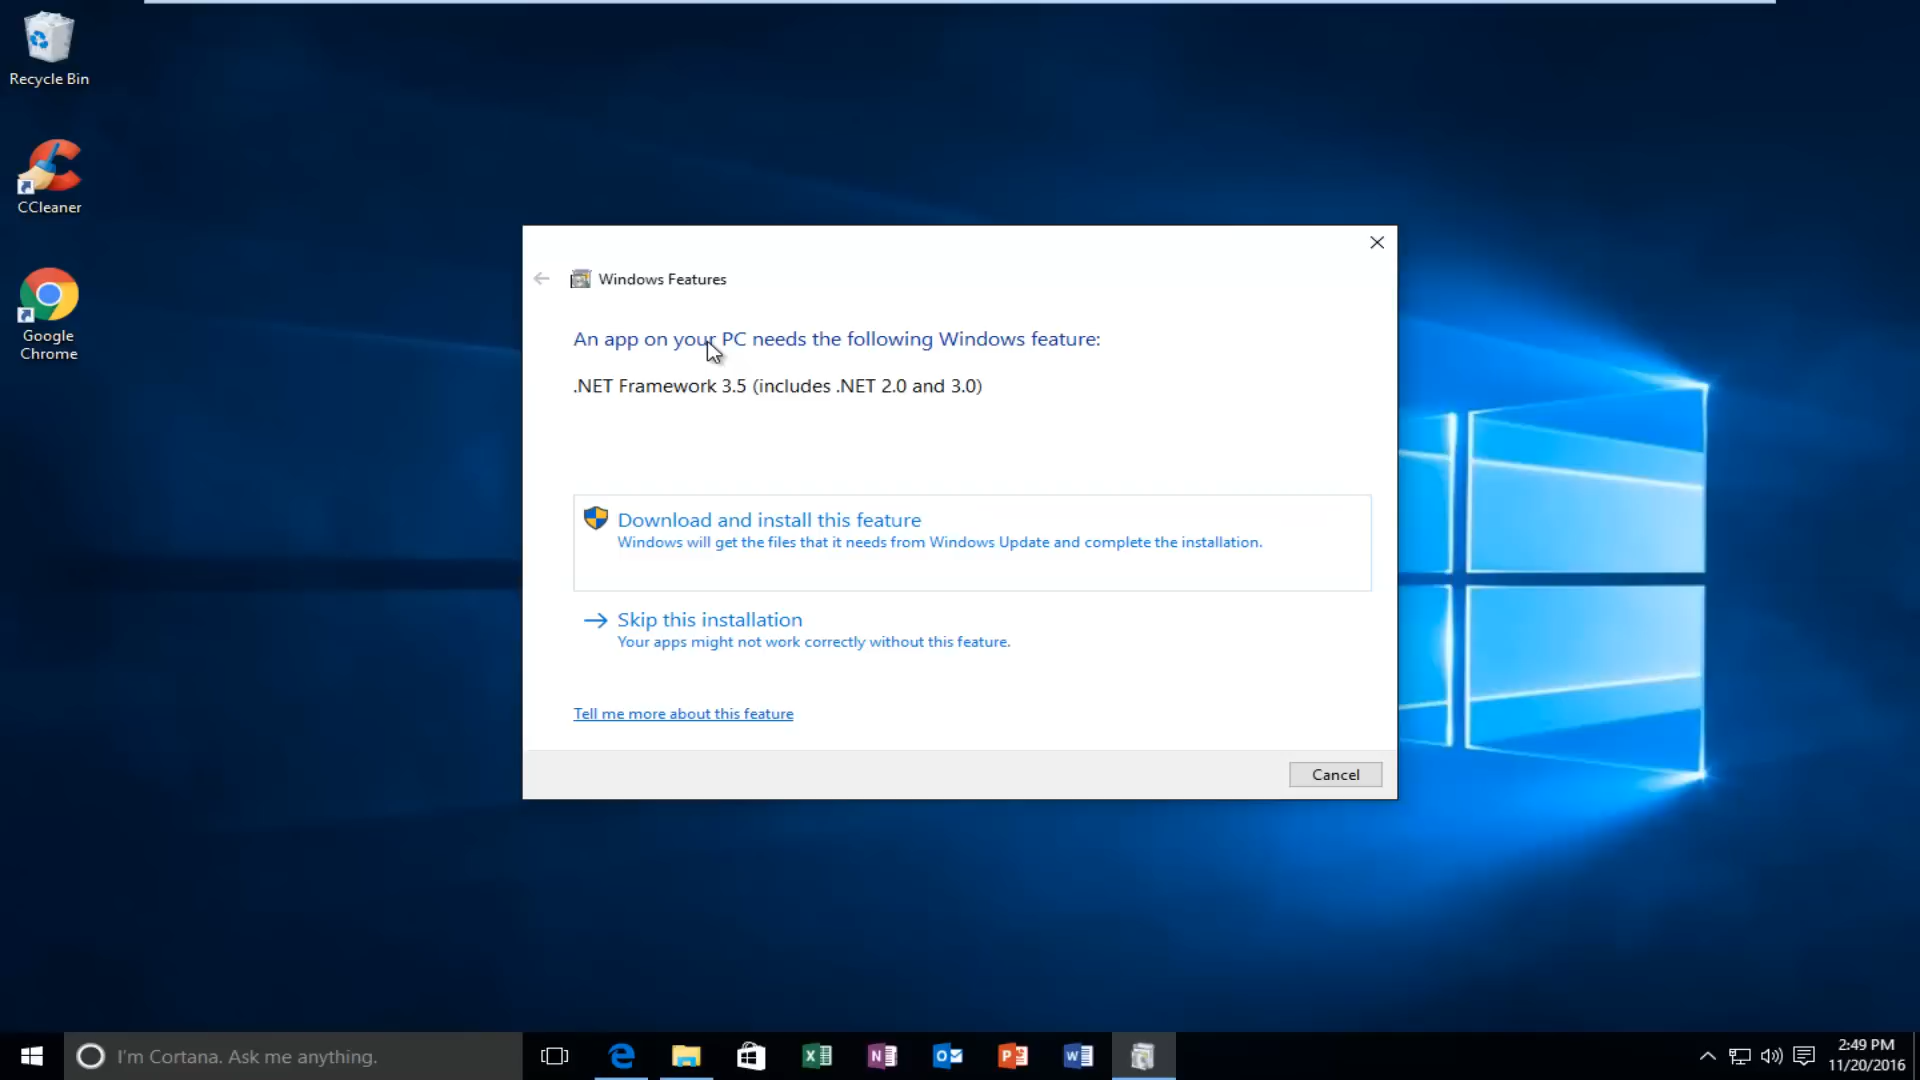 Recycle Bin
CCleaner
Google
Chrome
Windows Features
An app on your PC needs the following Windows feature:
.NET Framework 3.5 (includes .NET 2.0 and 3.0)
Download and install this feature
Windows will get the files that it needs from Windows Update and complete the installation.
Skip this installation
Your apps might not work correctly without this feature.
Tell me more about this feature
Cancel
I'm Cortana. Ask me anything.
2:49 PM
11/20/2016